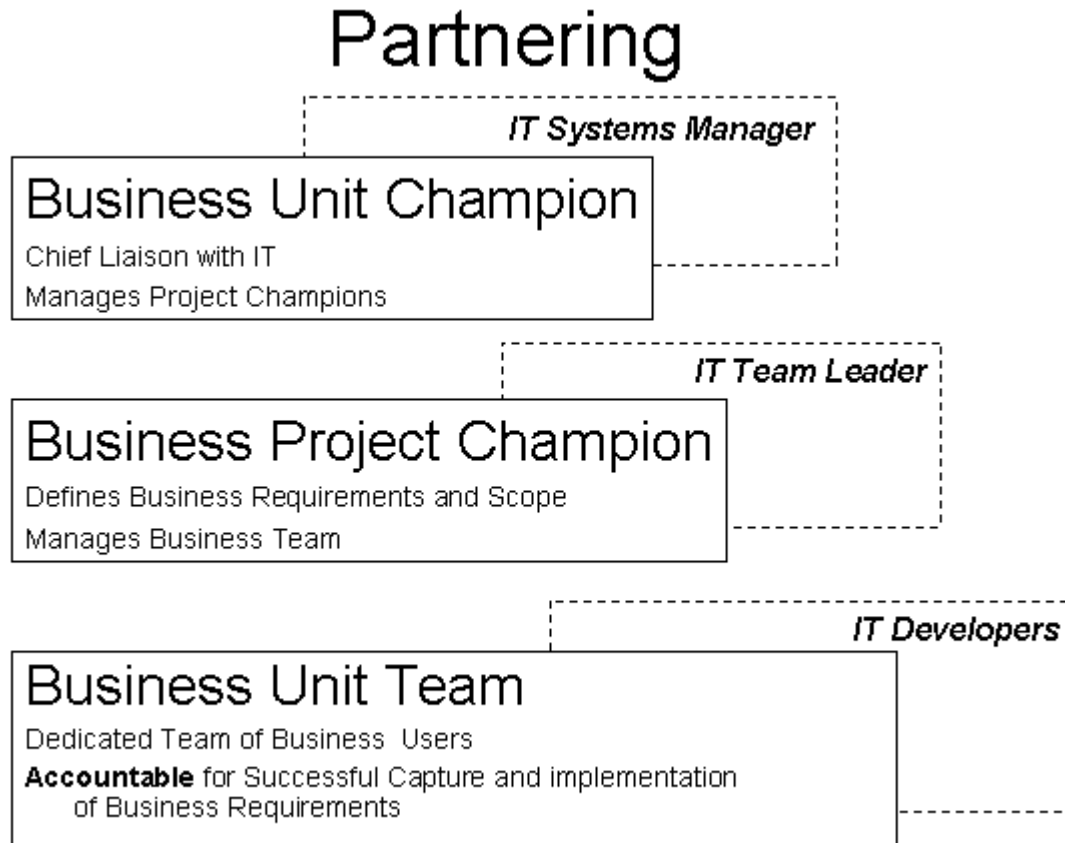 Partnering
IT Systems Manager
Business Unit Champion
Chief Liaison with IT
Manages Project Champions
IT Team Leader
Business Project Champion
Defines Business Requirements and Scope
Manages Business Team
IT Developers
Business Unit Team
Dedicated Team of Business Users
Accountable for Successful Capture and implementation
of Business Requirements